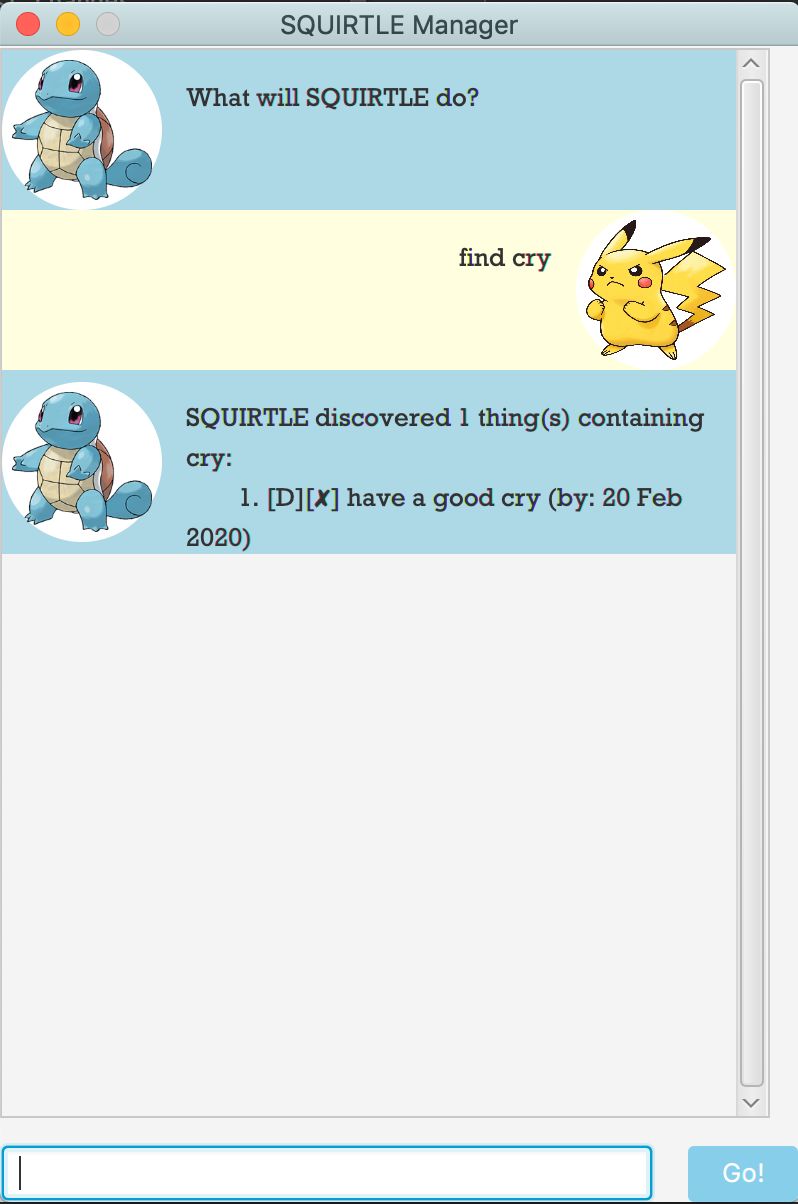 SQUIRTLE Manager
What will SQUIRTLE do?
find cry
SQUIRTLE discovered 1 thing(s) containing
cry:
1. [D][✘] have a good cry (by: 20 Feb
2020)
Go!